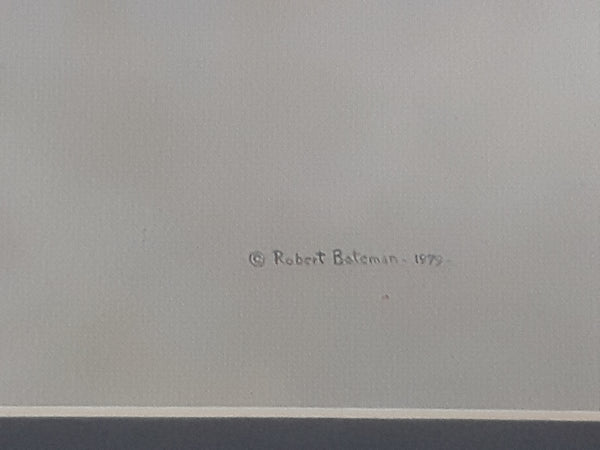 © Robert Bateman - 1979 -